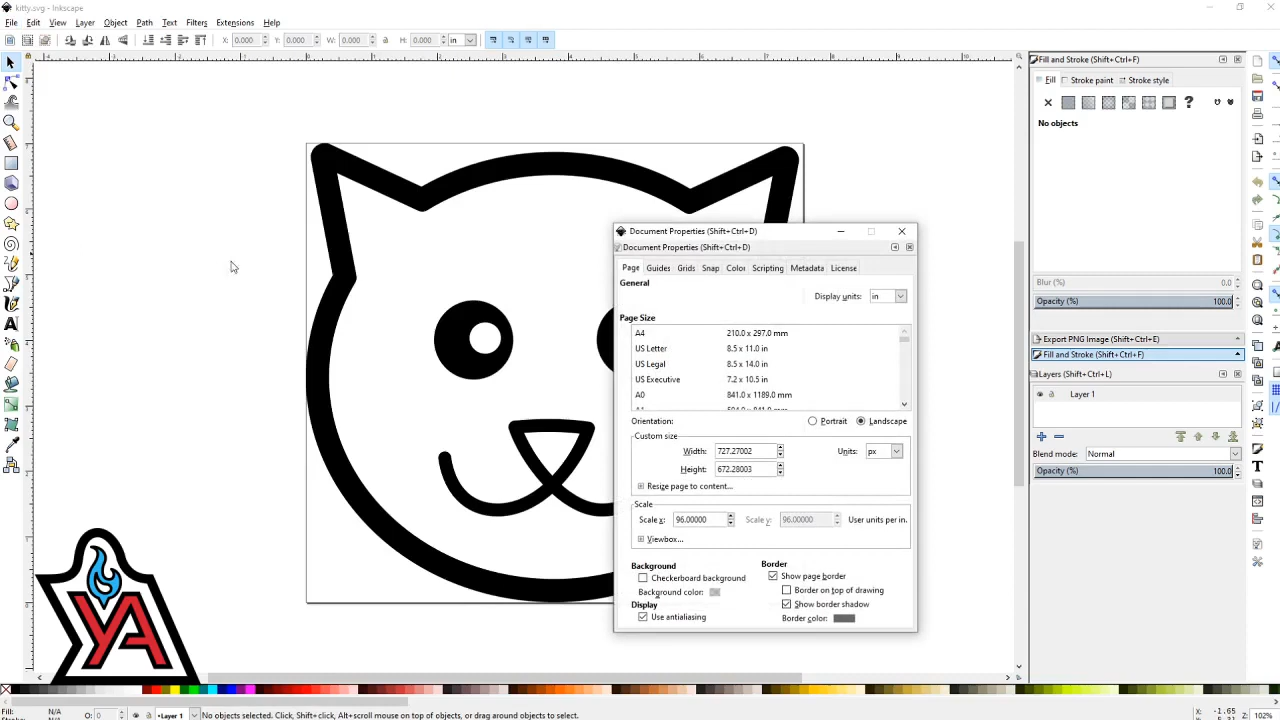 kitty.svg - Inkscape
File Edit View Layer Object Path Text Filters Extensions Help
X: 0.000 Y: 0.000 W: 0.000 H: 0.000 in
Fill and Stroke (Shift+Ctrl+F)
Fill Stroke paint Stroke style
?
No objects
Blur (%) 0.0
Opacity (%) 100.0
Export PNG Image (Shift+Ctrl+E)
Fill and Stroke (Shift+Ctrl+F)
Layers (Shift+Ctrl+L)
Layer 1
Blend mode: Normal
Opacity (%) 100.0
Document Properties (Shift+Ctrl+D)
Document Properties (Shift+Ctrl+D)
Page Guides Grids Snap Color Scripting Metadata License
General
Display units: in
Page Size
A4 210.0 x 297.0 mm
US Letter 8.5 x 11.0 in
US Legal 8.5 x 14.0 in
US Executive 7.2 x 10.5 in
A0 841.0 x 1189.0 mm
Orientation: Portrait Landscape
Custom size
Width: 727.27002 Units: px
Height: 672.28003
Resize page to content...
Scale
Scale x: 96.00000 Scale y: 96.00000 User units per in.
Viewbox...
Background
Checkerboard background
Background color:
Display
Use antialiasing
Border
Show page border
Border on top of drawing
Show border shadow
Border color:
YA
Fill: N/A
N/A O: 0 Layer 1 No objects selected. Click, Shift+click, Alt+scroll mouse on top of objects, or drag around objects to select.
X: -1.65
Z: 102%